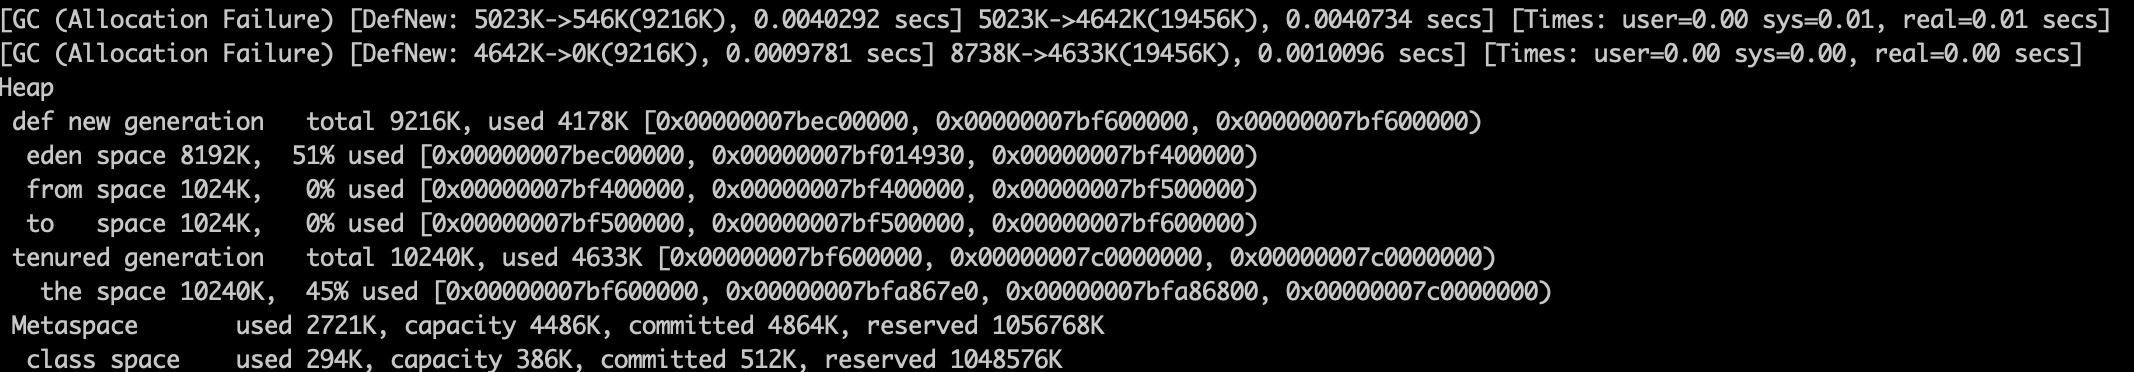 [GC (Allocation Failure) [DefNew: 5023K->546K(9216K), 0.0040292 secs] 5023K->4642K(19456K), 0.0040734 secs] [Times: user=0.00 sys=0.01, real=0.01 secs]
[GC (Allocation Failure) [DefNew: 4642K->0K(9216K), 0.0009781 secs] 8738K->4633K(19456K), 0.0010096 secs] [Times: user=0.00 sys=0.00, real=0.00 secs]
Heap
 def new generation   total 9216K, used 4178K [0x00000007bec00000, 0x00000007bf600000, 0x00000007bf600000)
  eden space 8192K,  51% used [0x00000007bec00000, 0x00000007bf014930, 0x00000007bf400000)
  from space 1024K,   0% used [0x00000007bf400000, 0x00000007bf400000, 0x00000007bf500000)
  to   space 1024K,   0% used [0x00000007bf500000, 0x00000007bf500000, 0x00000007bf600000)
 tenured generation   total 10240K, used 4633K [0x00000007bf600000, 0x00000007c0000000, 0x00000007c0000000)
   the space 10240K,  45% used [0x00000007bf600000, 0x00000007bfa867e0, 0x00000007bfa86800, 0x00000007c0000000)
 Metaspace       used 2721K, capacity 4486K, committed 4864K, reserved 1056768K
  class space    used 294K, capacity 386K, committed 512K, reserved 1048576K